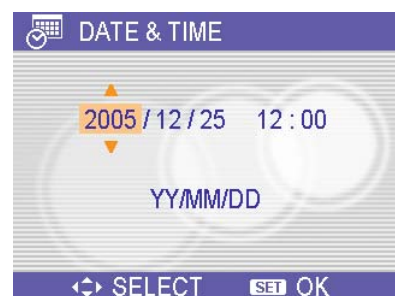 DATE & TIME
2005 / 12 / 25 12 : 00
YY/MM/DD
SELECT SET OK